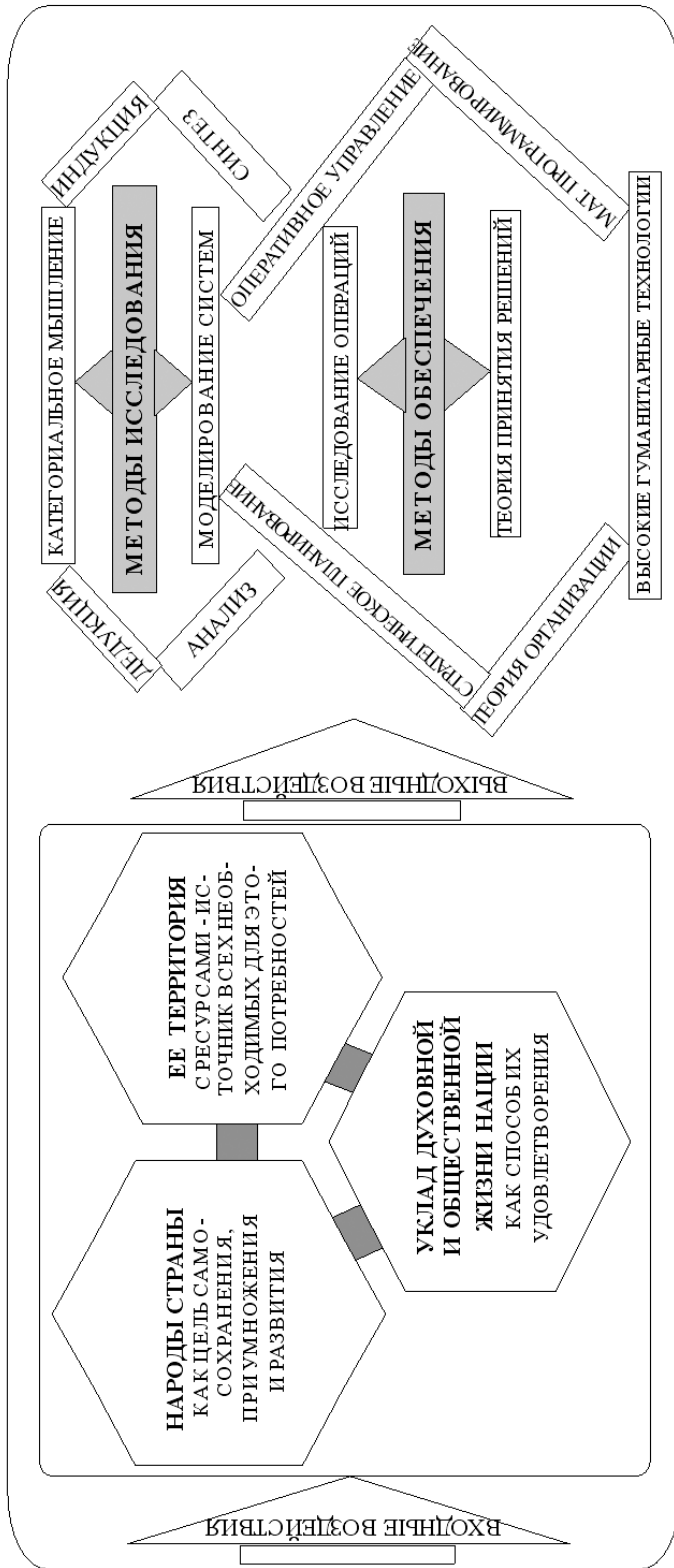 ВХОДНЫЕ ВОЗДЕЙСТВИЯ
НАРОДЫ СТРАНЫ
КАК ЦЕЛЬ САМО-
СОХРАНЕНИЯ,
ПРИУМНОЖЕНИЯ
И РАЗВИТИЯ
ЕЕ ТЕРРИТОРИЯ
С РЕСУРСАМИ - ИС-
ТОЧНИК ВСЕХ НЕОБ-
ХОДИМЫХ ДЛЯ ЭТО-
ГО ПОТРЕБНОСТЕЙ
УКЛАД ДУХОВНОЙ
И ОБЩЕСТВЕННОЙ
ЖИЗНИ НАЦИИ
КАК СПОСОБ ИХ
УДОВЛЕТВОРЕНИЯ
ВЫХОДНЫЕ ВОЗДЕЙСТВИЯ
ДЕДУКЦИЯ
КАТЕГОРИАЛЬНОЕ МЫШЛЕНИЕ
ИНДУКЦИЯ
МЕТОДЫ ИССЛЕДОВАНИЯ
АНАЛИЗ
МОДЕЛИРОВАНИЕ СИСТЕМ
СИНТЕЗ
СТРАТЕГИЧЕСКОЕ ПЛАНИРОВАНИЕ
ОПЕРАТИВНОЕ УПРАВЛЕНИЕ
ИССЛЕДОВАНИЕ ОПЕРАЦИЙ
МЕТОДЫ ОБЕСПЕЧЕНИЯ
ТЕОРИЯ ПРИНЯТИЯ РЕШЕНИЙ
ТЕОРИЯ ОРГАНИЗАЦИИ
МАТ. ПРОГРАММИРОВАНИЕ
ВЫСОКИЕ ГУМАНИТАРНЫЕ ТЕХНОЛОГИИ